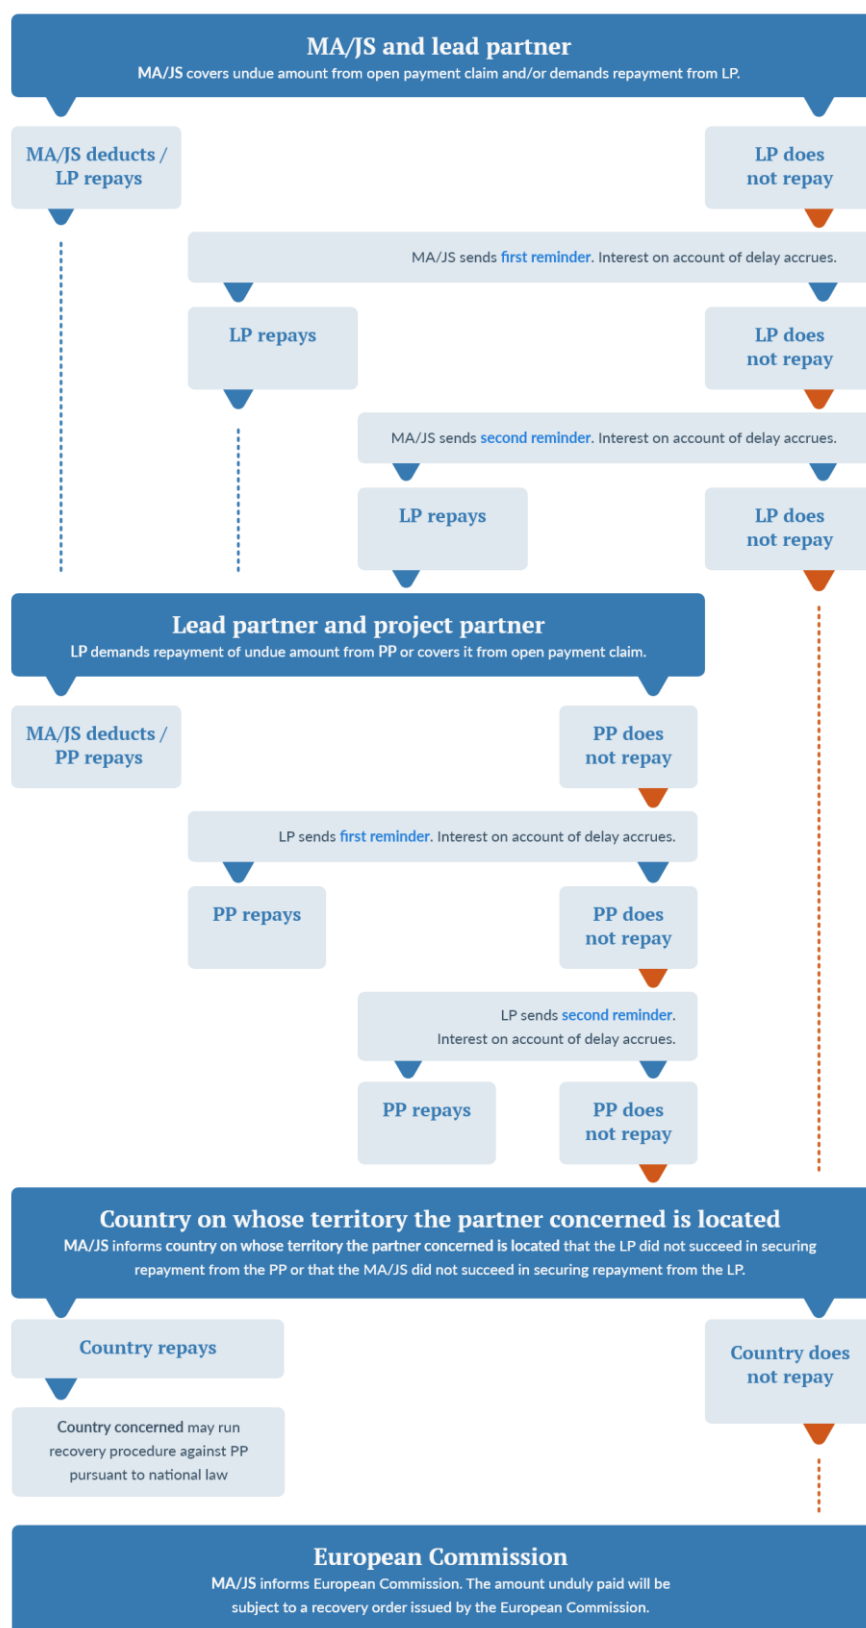 MA/JS and lead partner
MA/JS covers undue amount from open payment claim and/or demands repayment from LP.
MA/JS deducts /
LP repays
LP does
not repay
MA/JS sends first reminder. Interest on account of delay accrues.
LP repays
LP does
not repay
MA/JS sends second reminder. Interest on account of delay accrues.
LP repays
LP does
not repay
Lead partner and project partner
LP demands repayment of undue amount from PP or covers it from open payment claim.
MA/JS deducts /
PP repays
PP does
not repay
LP sends first reminder. Interest on account of delay accrues.
PP repays
PP does
not repay
LP sends second reminder.
Interest on account of delay accrues.
PP repays
PP does
not repay
Country on whose territory the partner concerned is located
MA/JS informs country on whose territory the partner concerned is located that the LP did not succeed in securing
repayment from the PP or that the MA/JS did not succeed in securing repayment from the LP.
Country repays
Country does
not repay
Country concerned may run
recovery procedure against PP
pursuant to national law
European Commission
MA/JS informs European Commission. The amount unduly paid will be
subject to a recovery order issued by the European Commission.